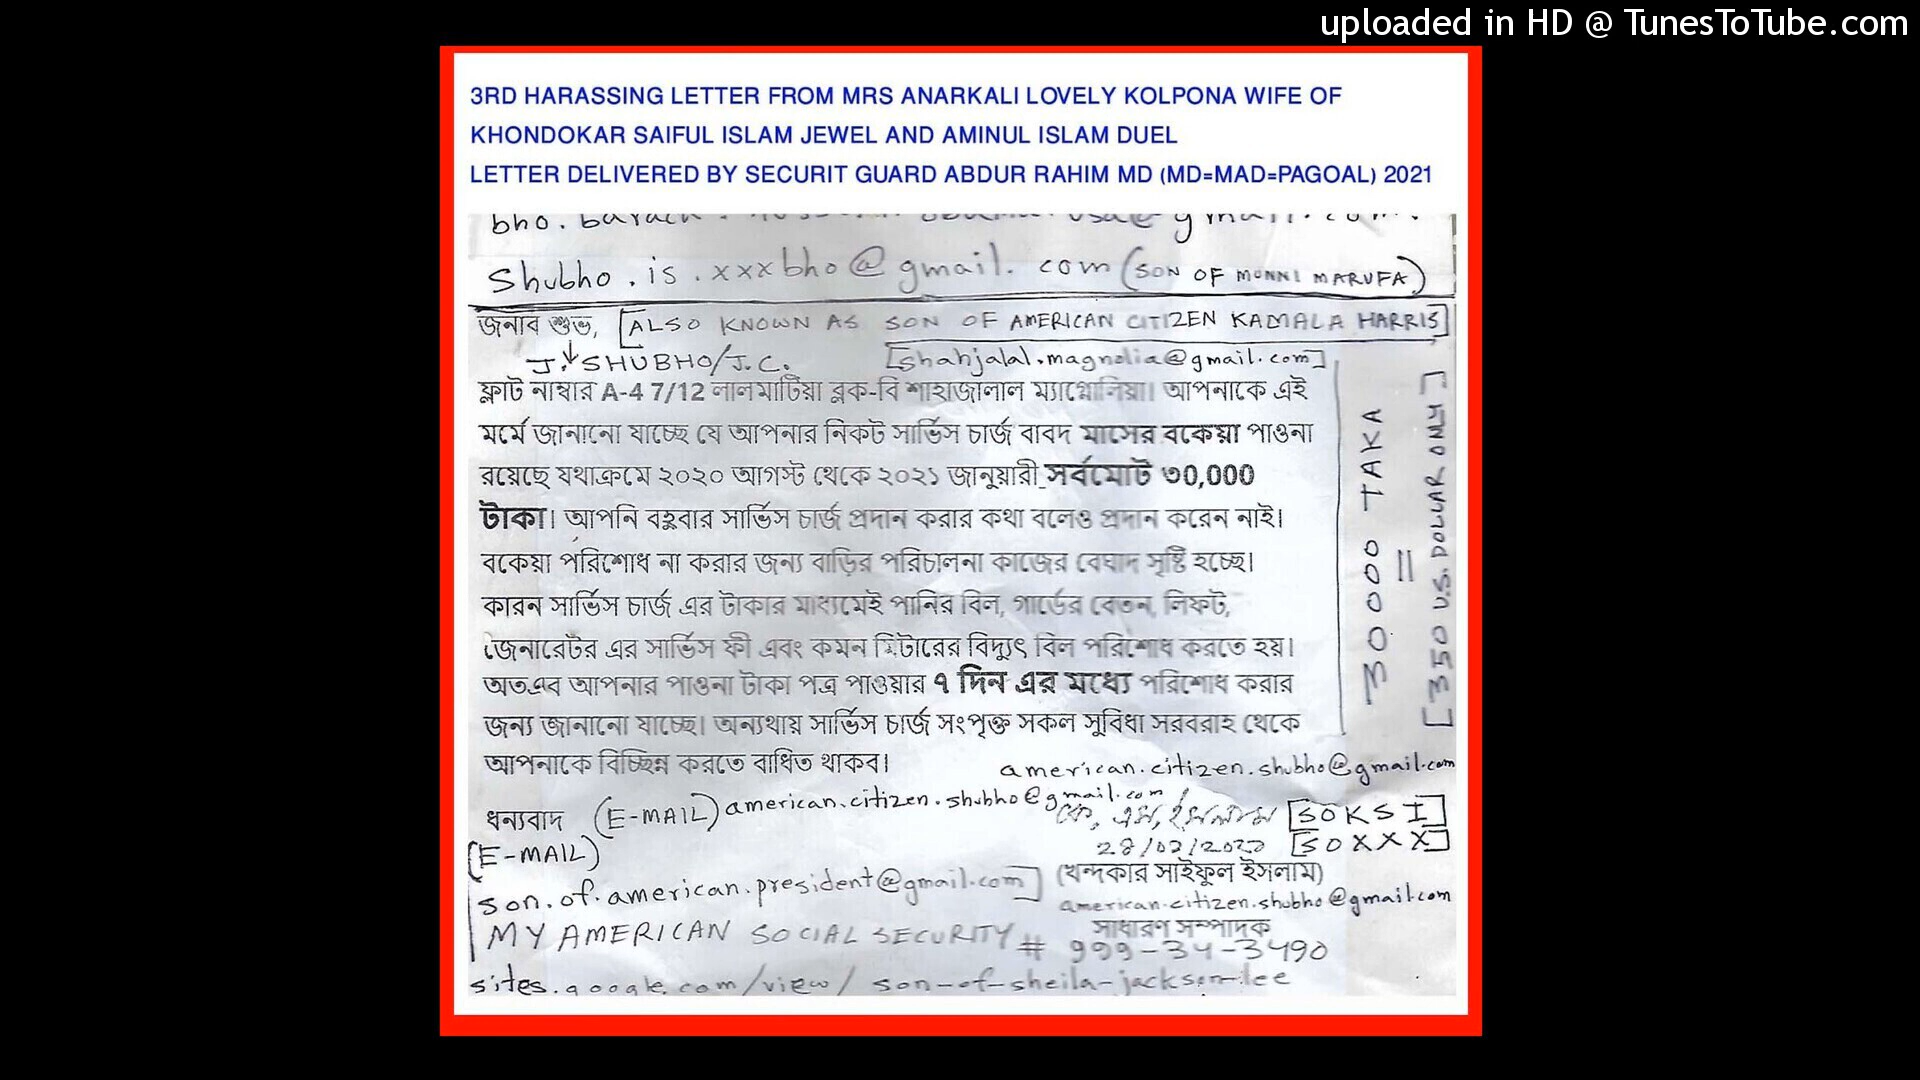 uploaded in HD @ TunesToTube.com
3RD HARASSING LETTER FROM MRS ANARKALI LOVELY KOLPONA WIFE OF
KHONDOKAR SAIFUL ISLAM JEWEL AND AMINUL ISLAM DUEL
LETTER DELIVERED BY SECURIT GUARD ABDUR RAHIM MD (MD=MAD=PAGOAL) 2021
Shubho.is.xxxbho@gmail.com (SON OF MUNNI MARUFA)
জনাব শুভ, [ALSO KNOWN AS SON OF AMERICAN CITIZEN KAMALA HARRIS]
J. SHUBHO/J.C. [shahjalal.magnolia@gmail.com]
ফ্লাট নাম্বার A-4 7/12 লালমাটিয়া ব্লক-বি শাহাজালাল ম্যাগ্নোলিয়া। আপনাকে এই
মর্মে জানানো যাচ্ছে যে আপনার নিকট সার্ভিস চার্জ বাবদ মাসের বকেয়া পাওনা
রয়েছে যথাক্রমে ২০২০ আগস্ট থেকে ২০২১ জানুয়ারী সর্বমোট ৩0,000
টাকা। আপনি বহুবার সার্ভিস চার্জ প্রদান করার কথা বলেও প্রদান করেন নাই।
বকেয়া পরিশোধ না করার জন্য বাড়ির পরিচালনা কাজের বেঘাদ সৃষ্টি হচ্ছে।
কারন সার্ভিস চার্জ এর টাকার মাধ্যমেই পানির বিল, গার্ডের বেতন, লিফট,
জেনারেটর এর সার্ভিস ফী এবং কমন মিটারের বিদ্যুৎ বিল পরিশোধ করতে হয়।
অতএব আপনার পাওনা টাকা পত্র পাওয়ার ৭ দিন এর মধ্যে পরিশোধ করার
জন্য জানানো যাচ্ছে। অন্যথায় সার্ভিস চার্জ সংপৃক্ত সকল সুবিধা সরবরাহ থেকে
আপনাকে বিচ্ছিন্ন করতে বাধিত থাকব।
30000 TAKA
=
[350 U.S. DOLLAR ONLY]
american.citizen.shubho@gmail.com
ধন্যবাদ (E-MAIL) american.citizen.shubho@gmail.com
কে, এস, ইসলাম [SOKSI]
[SOXXX]
(E-MAIL)
(খন্দকার সাইফুল ইসলাম)
son.of.american.president@gmail.com]
american.citizen.shubho@gmail.com
সাধারণ সম্পাদক
MY AMERICAN SOCIAL SECURITY # 999-34-3490
sites.google.com/view/son-of-sheila-jackson-lee